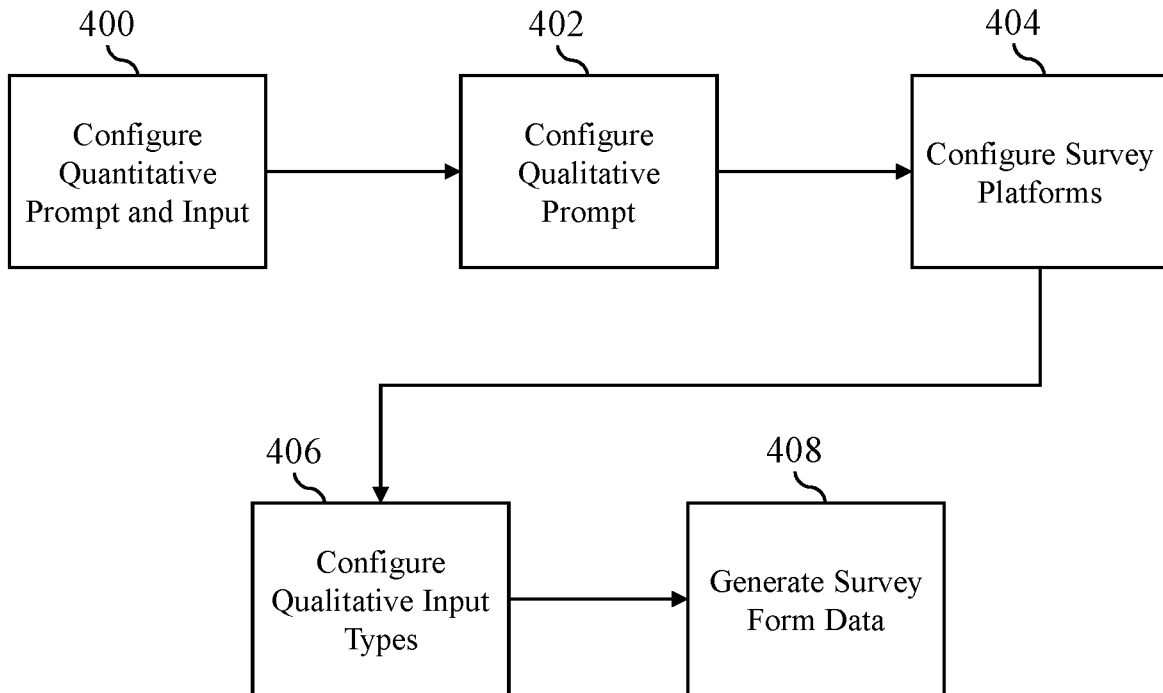 400
Configure
Quantitative
Prompt and Input
402
Configure
Qualitative
Prompt
404
Configure Survey
Platforms
406
Configure
Qualitative Input
Types
408
Generate Survey
Form Data